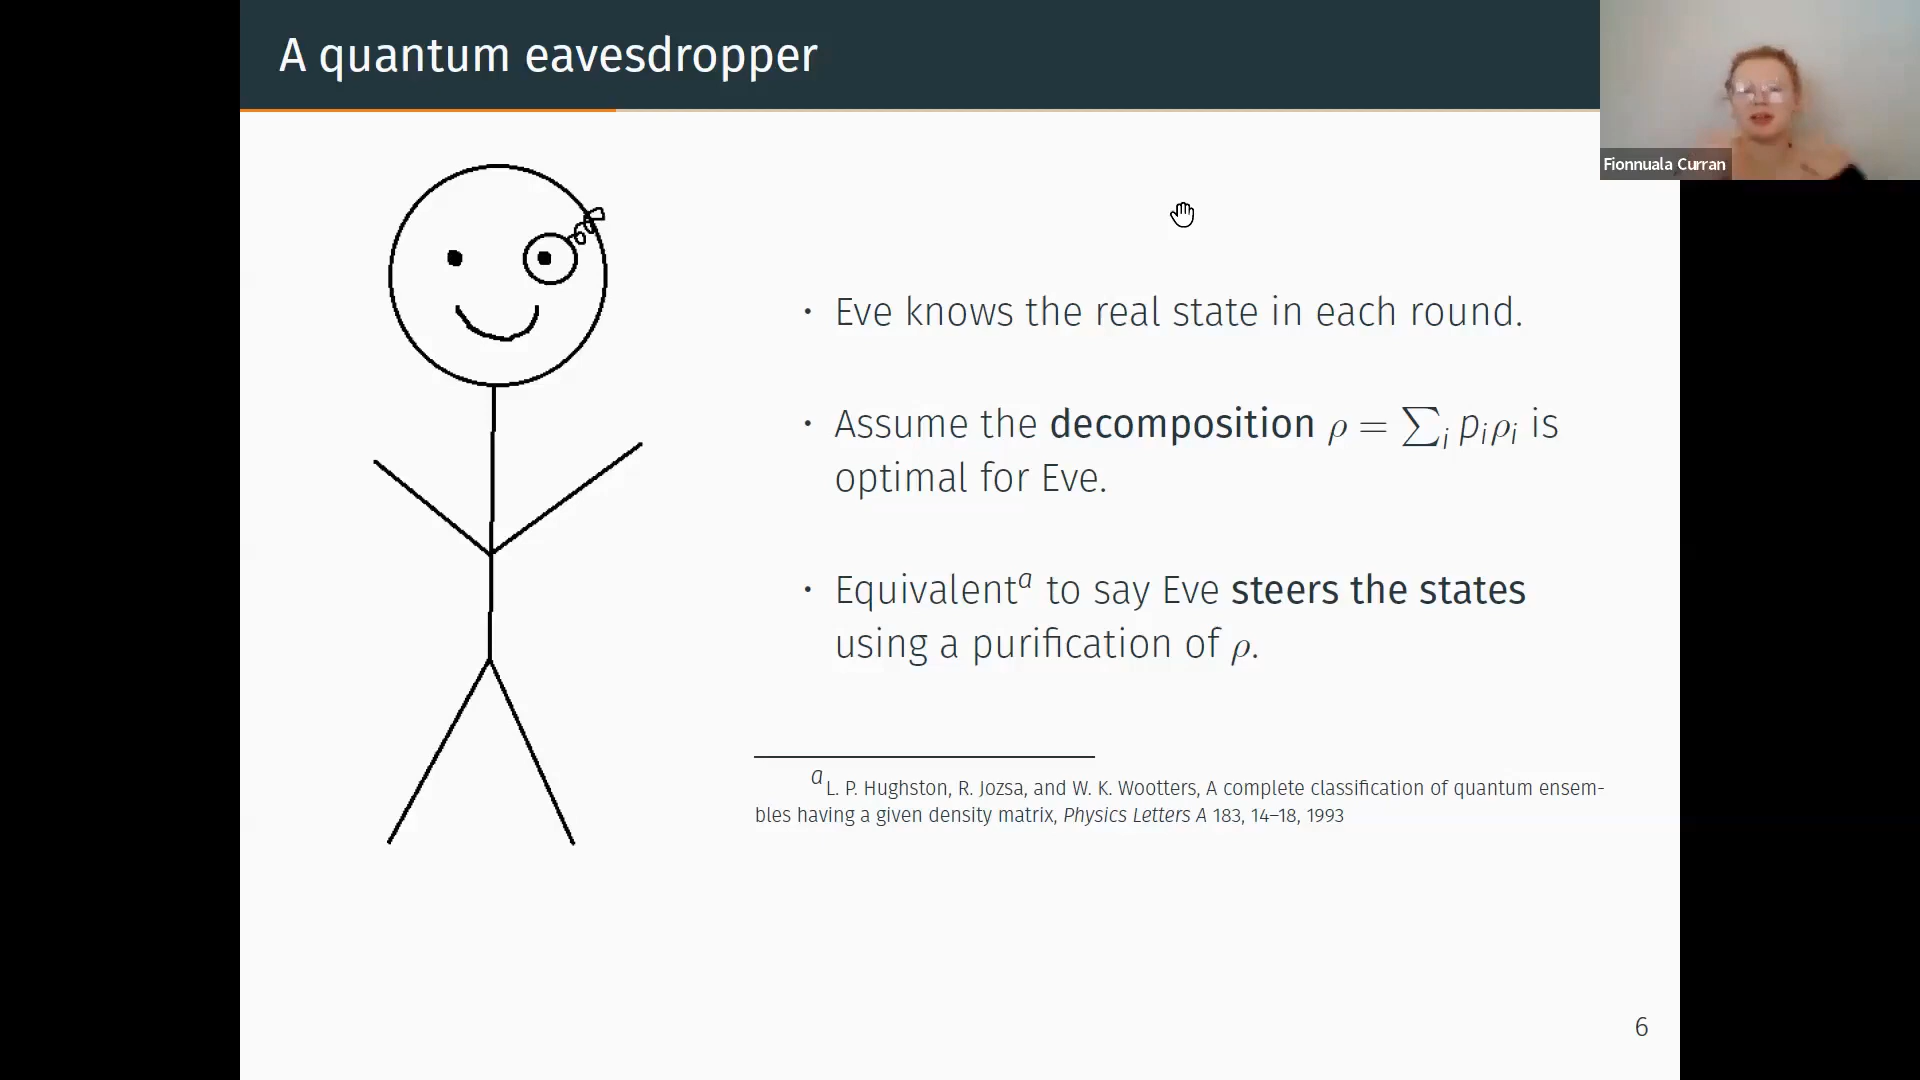 A quantum eavesdropper
Fionnuala Curran
• Eve knows the real state in each round.
• Assume the decomposition ρ = ∑ᵢ pᵢρᵢ is
optimal for Eve.
• Equivalentᵃ to say Eve steers the states
using a purification of ρ.
ᵃL. P. Hughston, R. Jozsa, and W. K. Wootters, A complete classification of quantum ensem-
bles having a given density matrix, Physics Letters A 183, 14–18, 1993
6